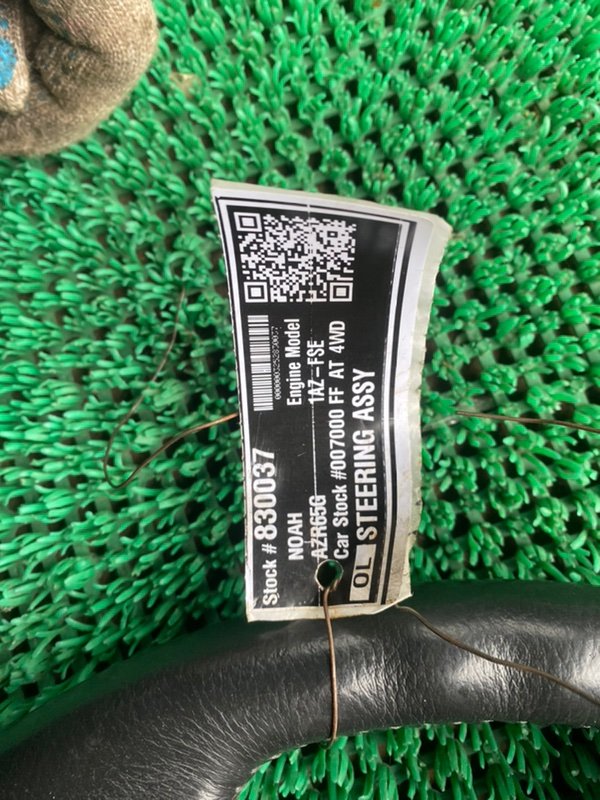 Stock # 830037
NOAH Engine Model
AZR65G 1AZ-FSE
Car Stock #007000 FF AT 4WD
OL STEERING ASSY